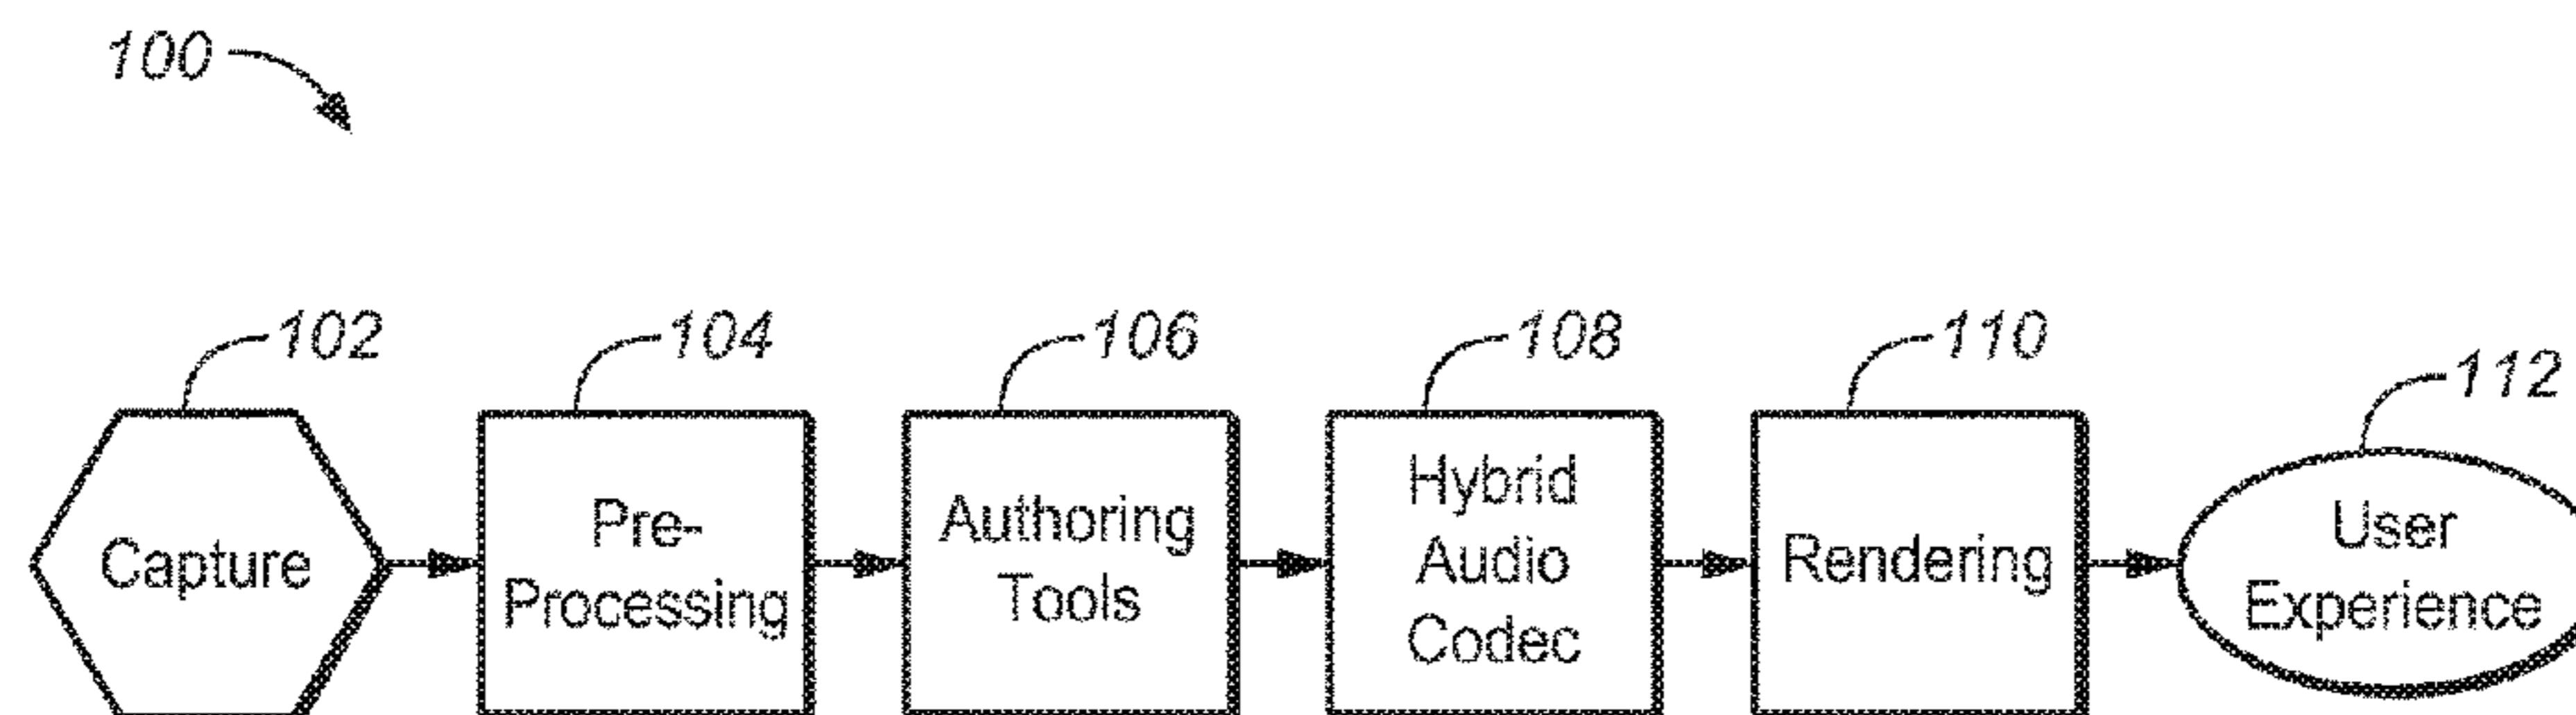 100
102
104
106
108
110
112
Capture
Pre-
Processing
Authoring
Tools
Hybrid
Audio
Codec
Rendering
User
Experience